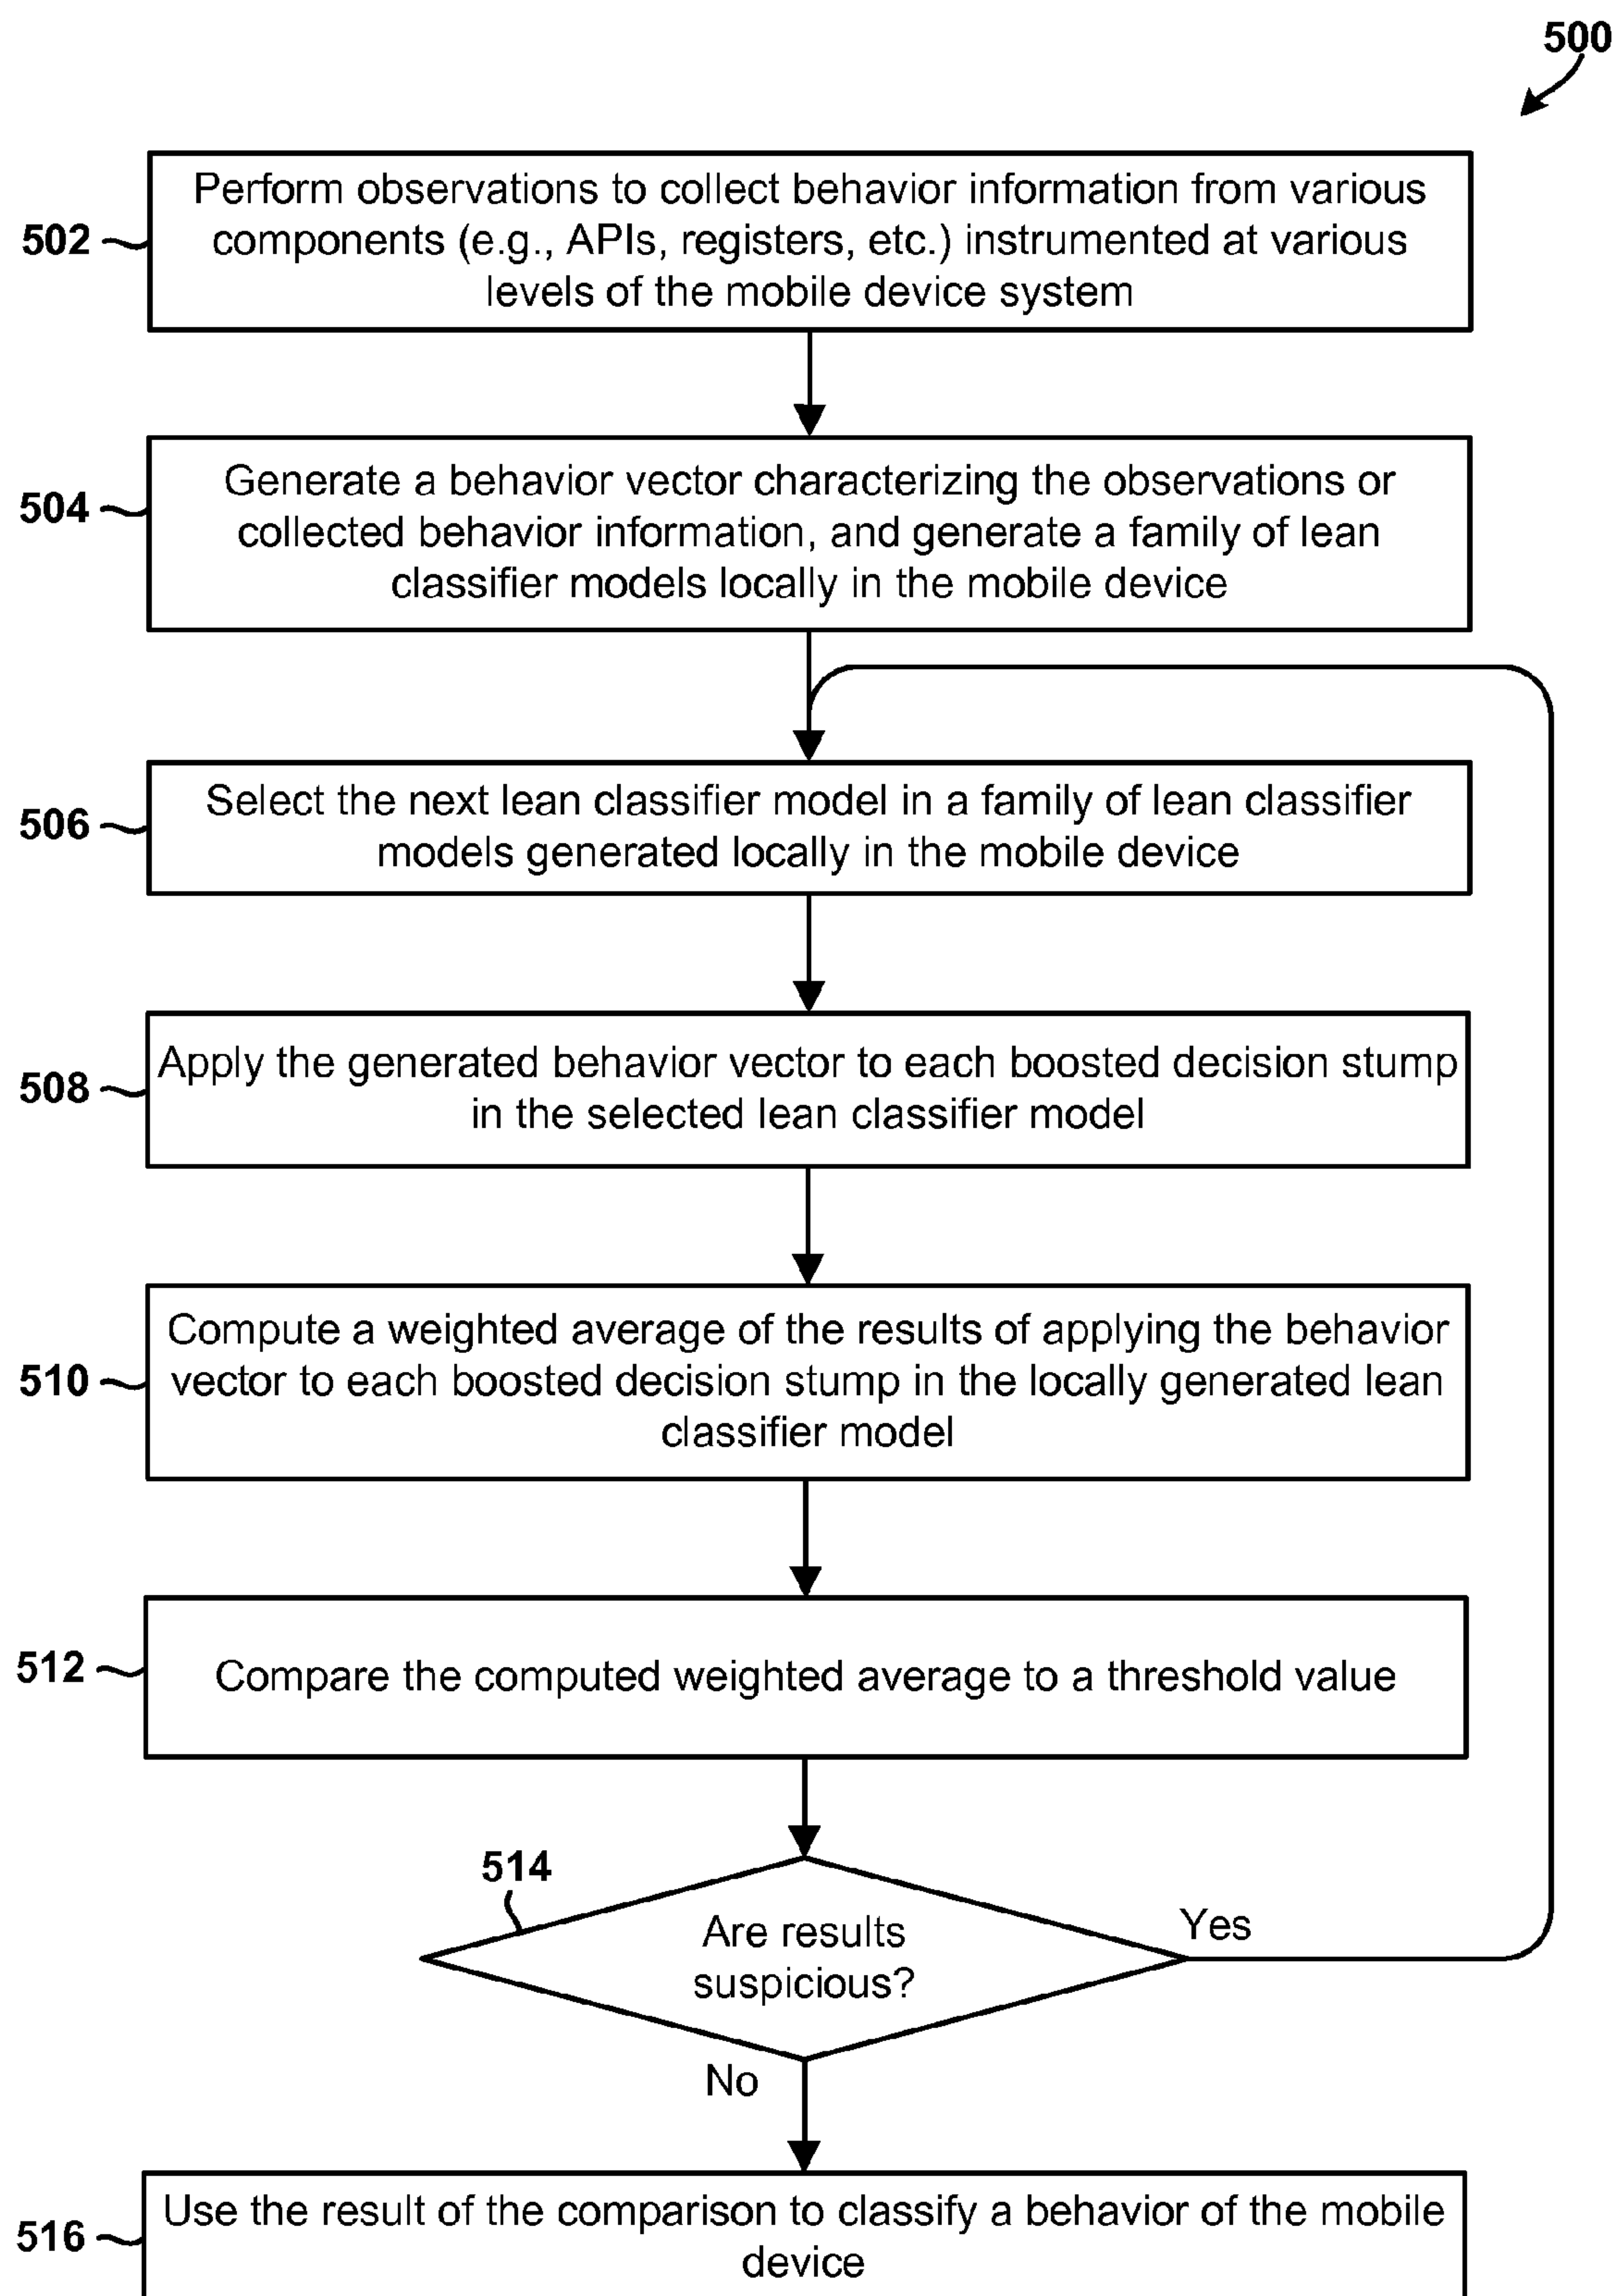 500
502
Perform observations to collect behavior information from various
components (e.g., APIs, registers, etc.) instrumented at various
levels of the mobile device system
504
Generate a behavior vector characterizing the observations or
collected behavior information, and generate a family of lean
classifier models locally in the mobile device
506
Select the next lean classifier model in a family of lean classifier
models generated locally in the mobile device
508
Apply the generated behavior vector to each boosted decision stump
in the selected lean classifier model
510
Compute a weighted average of the results of applying the behavior
vector to each boosted decision stump in the locally generated lean
classifier model
512
Compare the computed weighted average to a threshold value
514
Are results
suspicious?
Yes
No
516
Use the result of the comparison to classify a behavior of the mobile
device